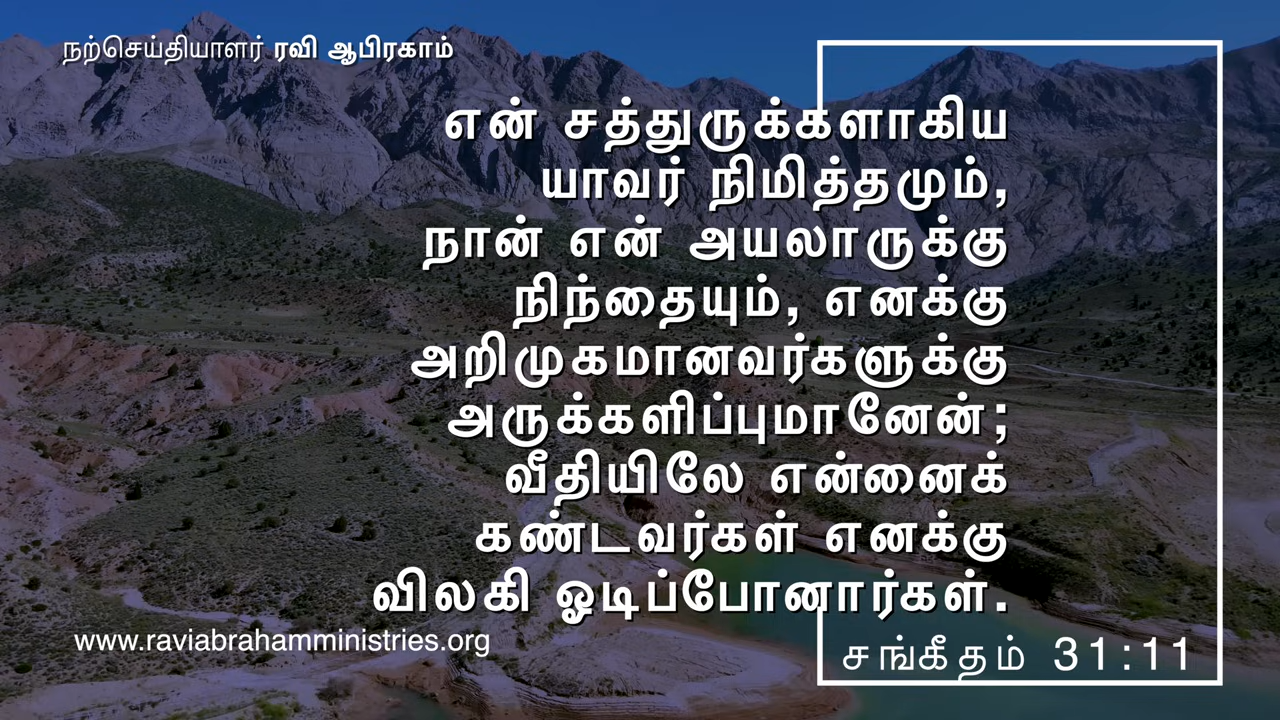 நற்செய்தியாளர் ரவி ஆபிரகாம்
என் சத்துருக்களாகிய
யாவர் நிமித்தமும்,
நான் என் அயலாருக்கு
நிந்தையும், எனக்கு
அறிமுகமானவர்களுக்கு
அருக்களிப்புமானேன்;
வீதியிலே என்னைக்
கண்டவர்கள் எனக்கு
விலகி ஓடிப்போனார்கள்.
www.raviabrahamministries.org
சங்கீதம் 31:11